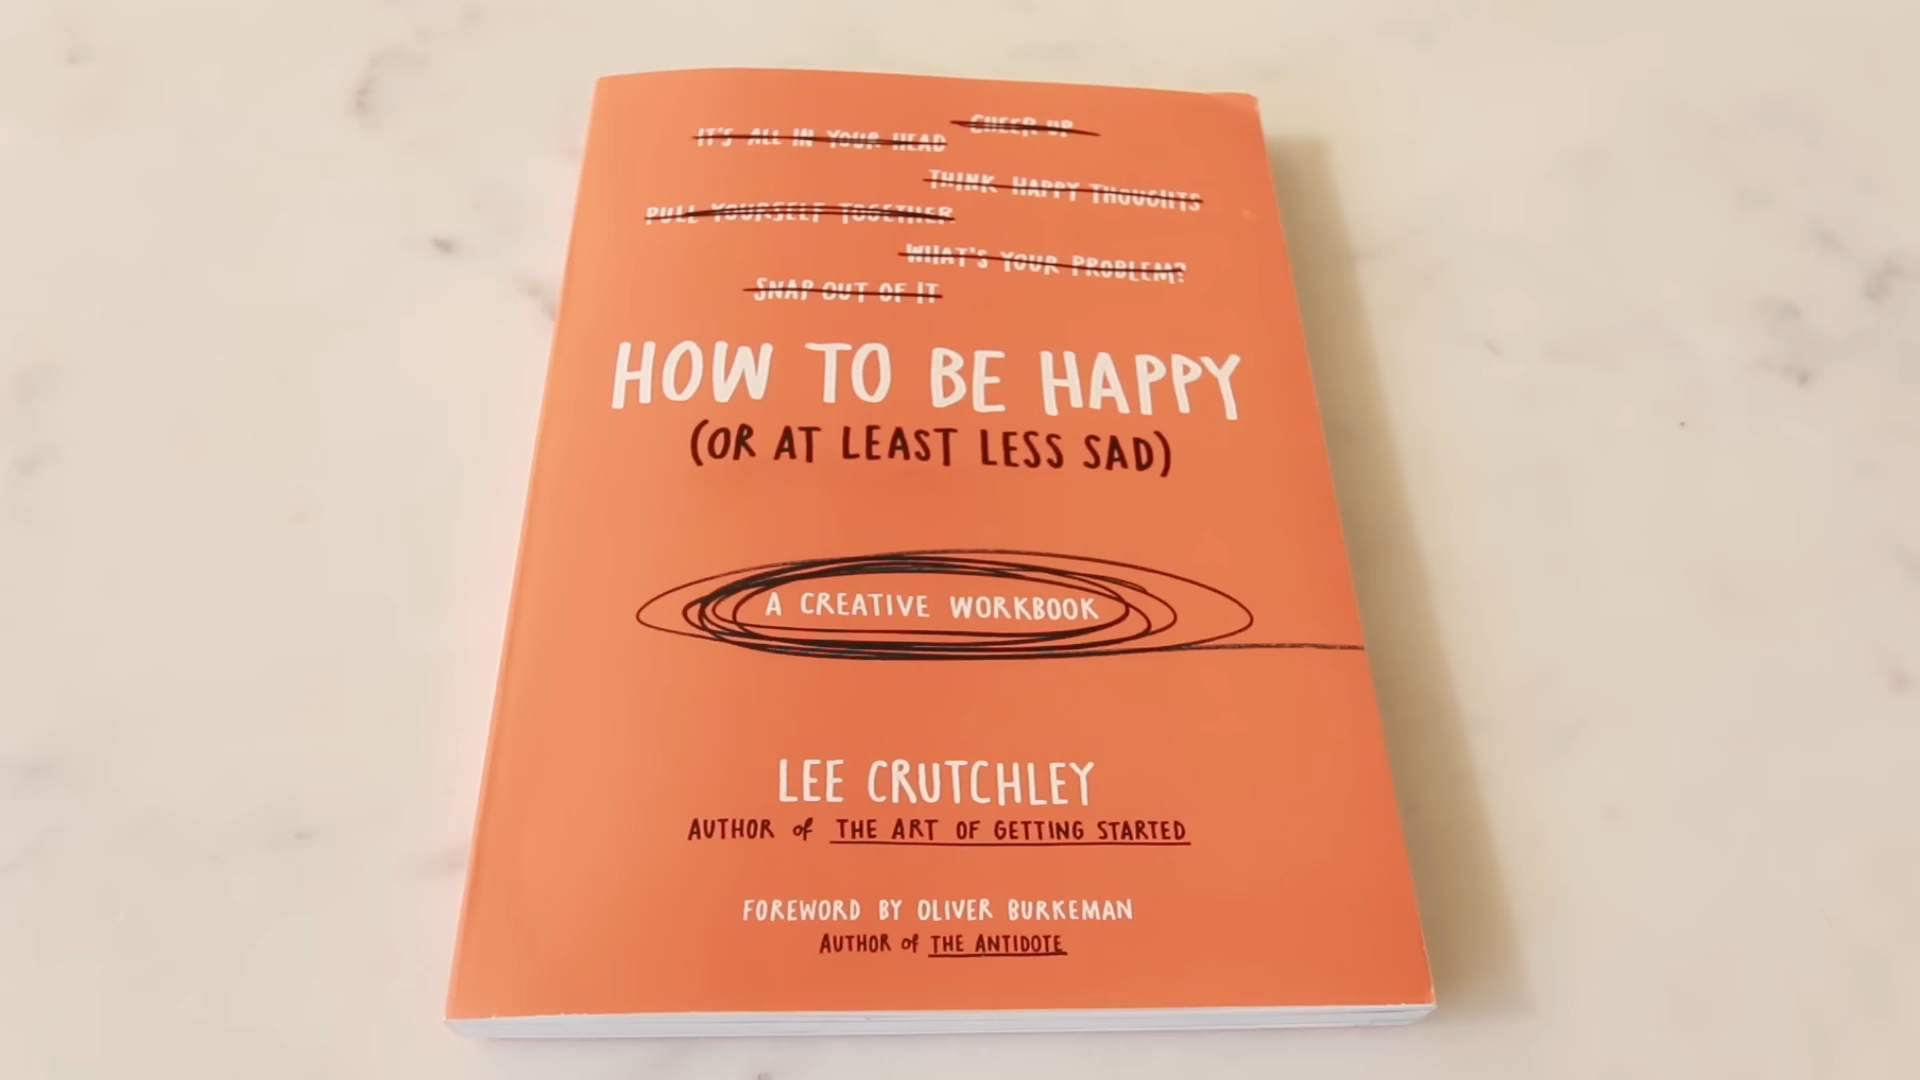 CHEER UP
IT'S ALL IN YOUR HEAD
THINK HAPPY THOUGHTS
PULL YOURSELF TOGETHER
WHAT'S YOUR PROBLEM?
SNAP OUT OF IT
HOW TO BE HAPPY
(OR AT LEAST LESS SAD)
A CREATIVE WORKBOOK
LEE CRUTCHLEY
AUTHOR of THE ART OF GETTING STARTED
FOREWORD BY OLIVER BURKEMAN
AUTHOR of THE ANTIDOTE